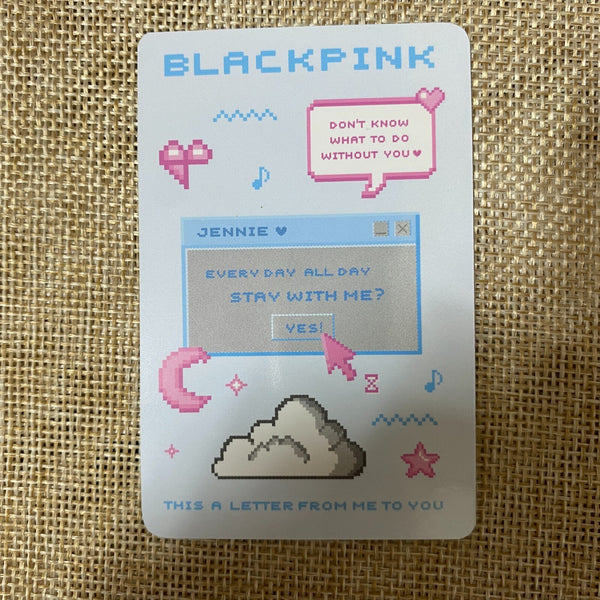 BLACKPINK
DON'T KNOW
WHAT TO DO
WITHOUT YOU ♥
JENNIE ♥
EVERY DAY ALL DAY
STAY WITH ME?
YES!
THIS A LETTER FROM ME TO YOU